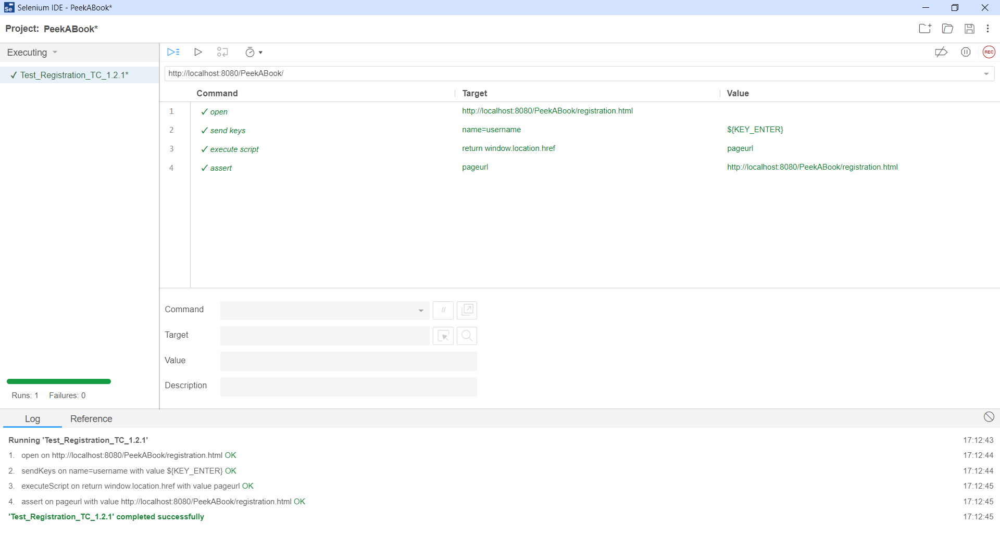 Selenium IDE - PeekABook*
Project: PeekABook*
Executing
REC
✓ Test_Registration_TC_1.2.1*
http://localhost:8080/PeekABook/
Command Target Value
1 ✓ open http://localhost:8080/PeekABook/registration.html
2 ✓ send keys name=username ${KEY_ENTER}
3 ✓ execute script return window.location.href pageurl
4 ✓ assert pageurl http://localhost:8080/PeekABook/registration.html
Command //
Target
Value
Description
Runs: 1 Failures: 0
Log Reference
Running 'Test_Registration_TC_1.2.1' 17:12:43
1. open on http://localhost:8080/PeekABook/registration.html OK 17:12:44
2. sendKeys on name=username with value ${KEY_ENTER} OK 17:12:44
3. executeScript on return window.location.href with value pageurl OK 17:12:45
4. assert on pageurl with value http://localhost:8080/PeekABook/registration.html OK 17:12:45
'Test_Registration_TC_1.2.1' completed successfully 17:12:45